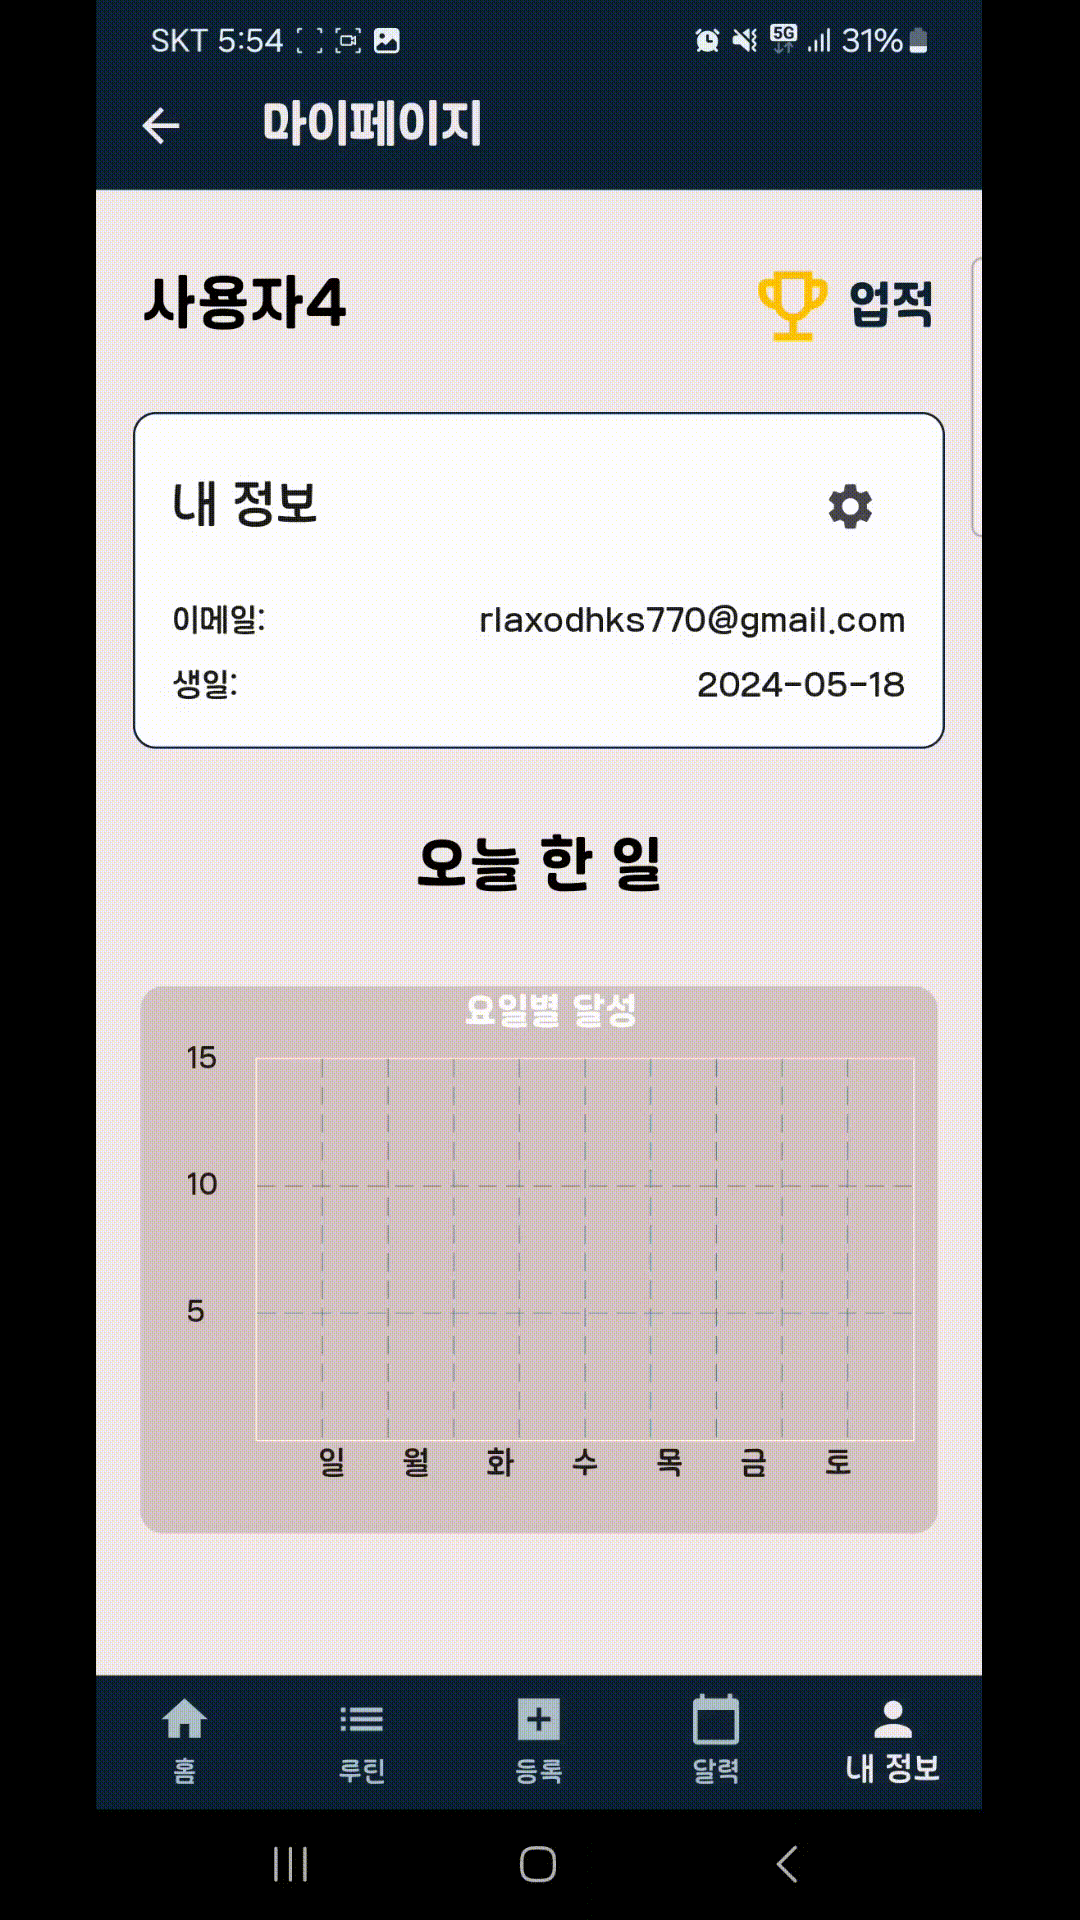 SKT 5:54 5G 31%
마이페이지
사용자4 업적
내 정보
이메일: rlaxodhks770@gmail.com
생일: 2024-05-18
오늘 한 일
요일별 달성
15
10
5
일 월 화 수 목 금 토
홈 루틴 등록 달력 내 정보